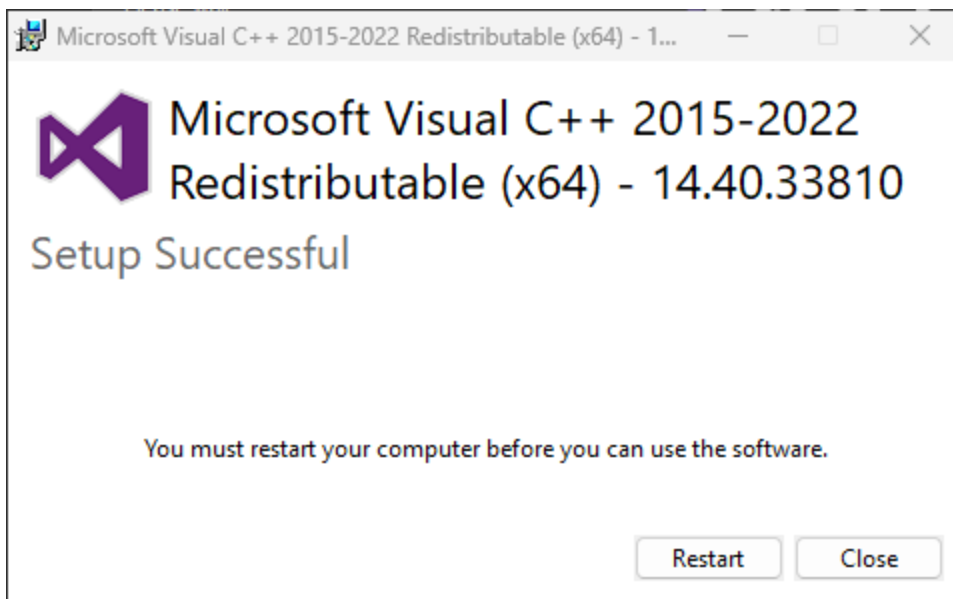 Microsoft Visual C++ 2015-2022 Redistributable (x64) - 1...
Microsoft Visual C++ 2015-2022
Redistributable (x64) - 14.40.33810
Setup Successful
You must restart your computer before you can use the software.
Restart Close